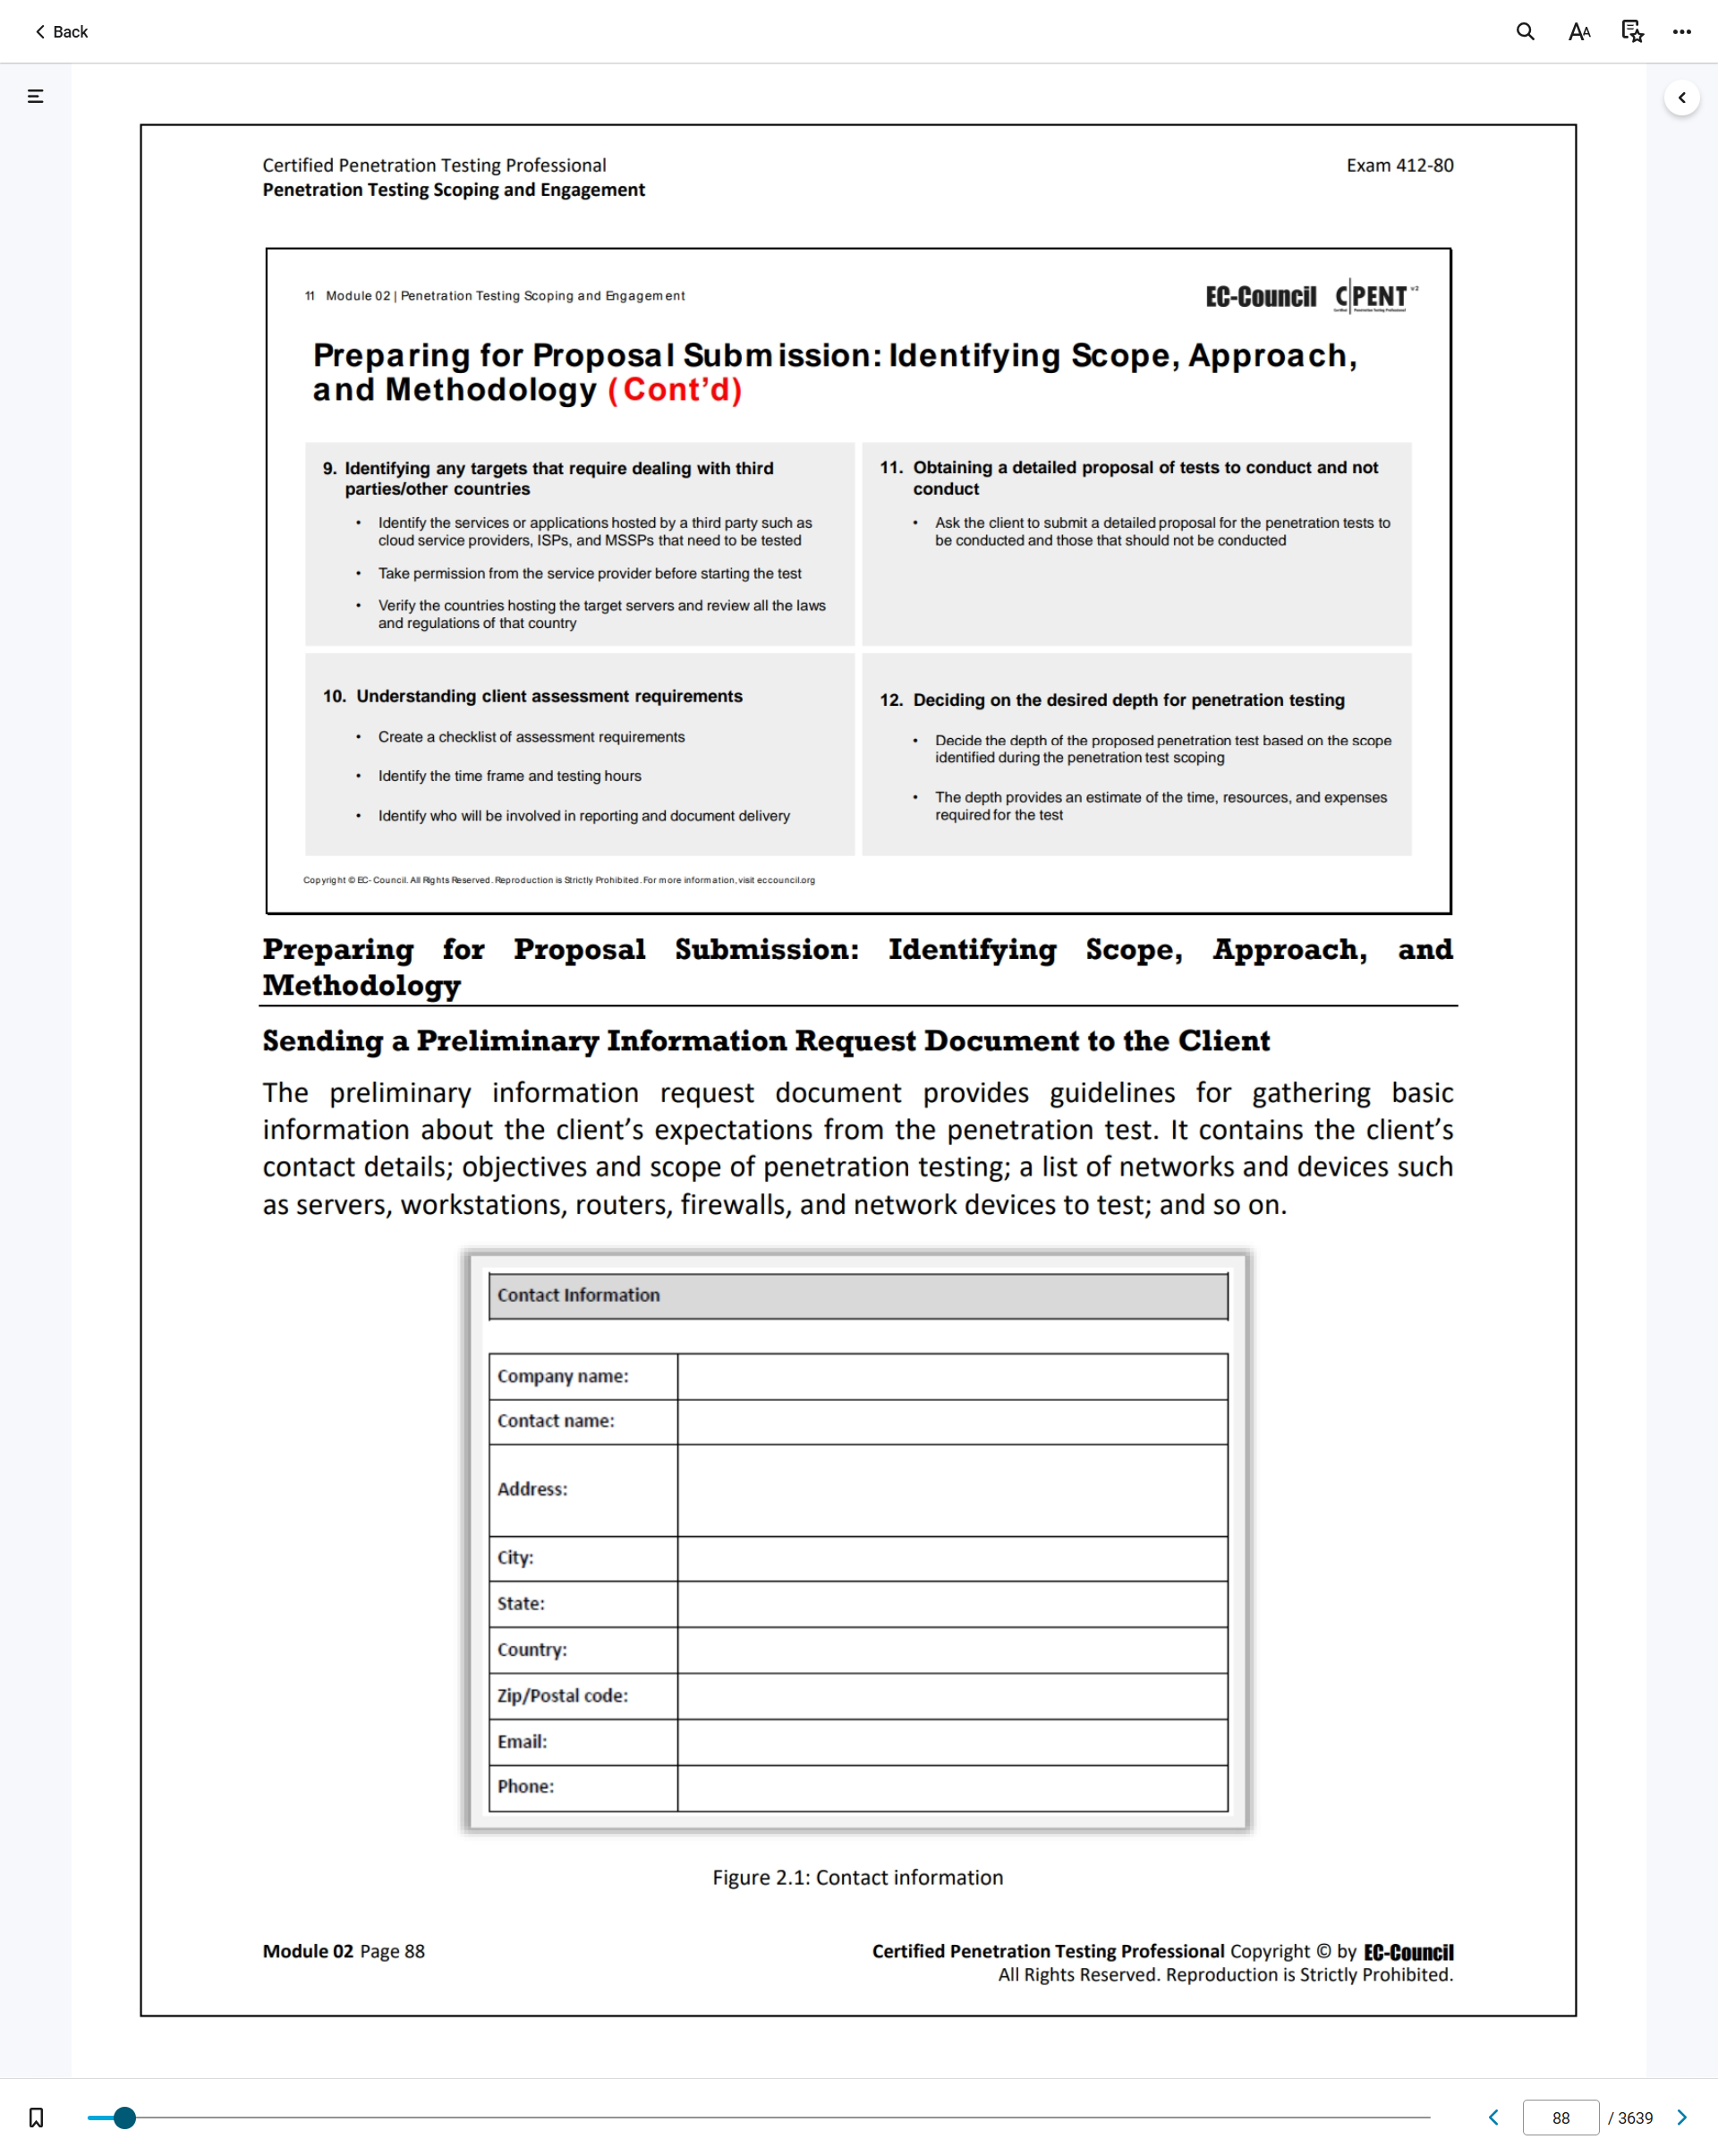 Back
Certified Penetration Testing Professional
Exam 412-80
Penetration Testing Scoping and Engagement
11 Module 02 | Penetration Testing Scoping and Engagement
EC-Council C|PENT v2
Preparing for Proposal Submission: Identifying Scope, Approach,
and Methodology (Cont’d)
9. Identifying any targets that require dealing with third
parties/other countries
• Identify the services or applications hosted by a third party such as
cloud service providers, ISPs, and MSSPs that need to be tested
• Take permission from the service provider before starting the test
• Verify the countries hosting the target servers and review all the laws
and regulations of that country
11. Obtaining a detailed proposal of tests to conduct and not
conduct
• Ask the client to submit a detailed proposal for the penetration tests to
be conducted and those that should not be conducted
10. Understanding client assessment requirements
• Create a checklist of assessment requirements
• Identify the time frame and testing hours
• Identify who will be involved in reporting and document delivery
12. Deciding on the desired depth for penetration testing
• Decide the depth of the proposed penetration test based on the scope
identified during the penetration test scoping
• The depth provides an estimate of the time, resources, and expenses
required for the test
Copyright © EC-Council. All Rights Reserved. Reproduction is Strictly Prohibited. For more information, visit eccouncil.org
Preparing for Proposal Submission: Identifying Scope, Approach, and
Methodology
Sending a Preliminary Information Request Document to the Client
The preliminary information request document provides guidelines for gathering basic
information about the client’s expectations from the penetration test. It contains the client’s
contact details; objectives and scope of penetration testing; a list of networks and devices such
as servers, workstations, routers, firewalls, and network devices to test; and so on.
Contact Information
Company name:
Contact name:
Address:
City:
State:
Country:
Zip/Postal code:
Email:
Phone:
Figure 2.1: Contact information
Module 02 Page 88
Certified Penetration Testing Professional Copyright © by EC-Council
All Rights Reserved. Reproduction is Strictly Prohibited.
88 / 3639